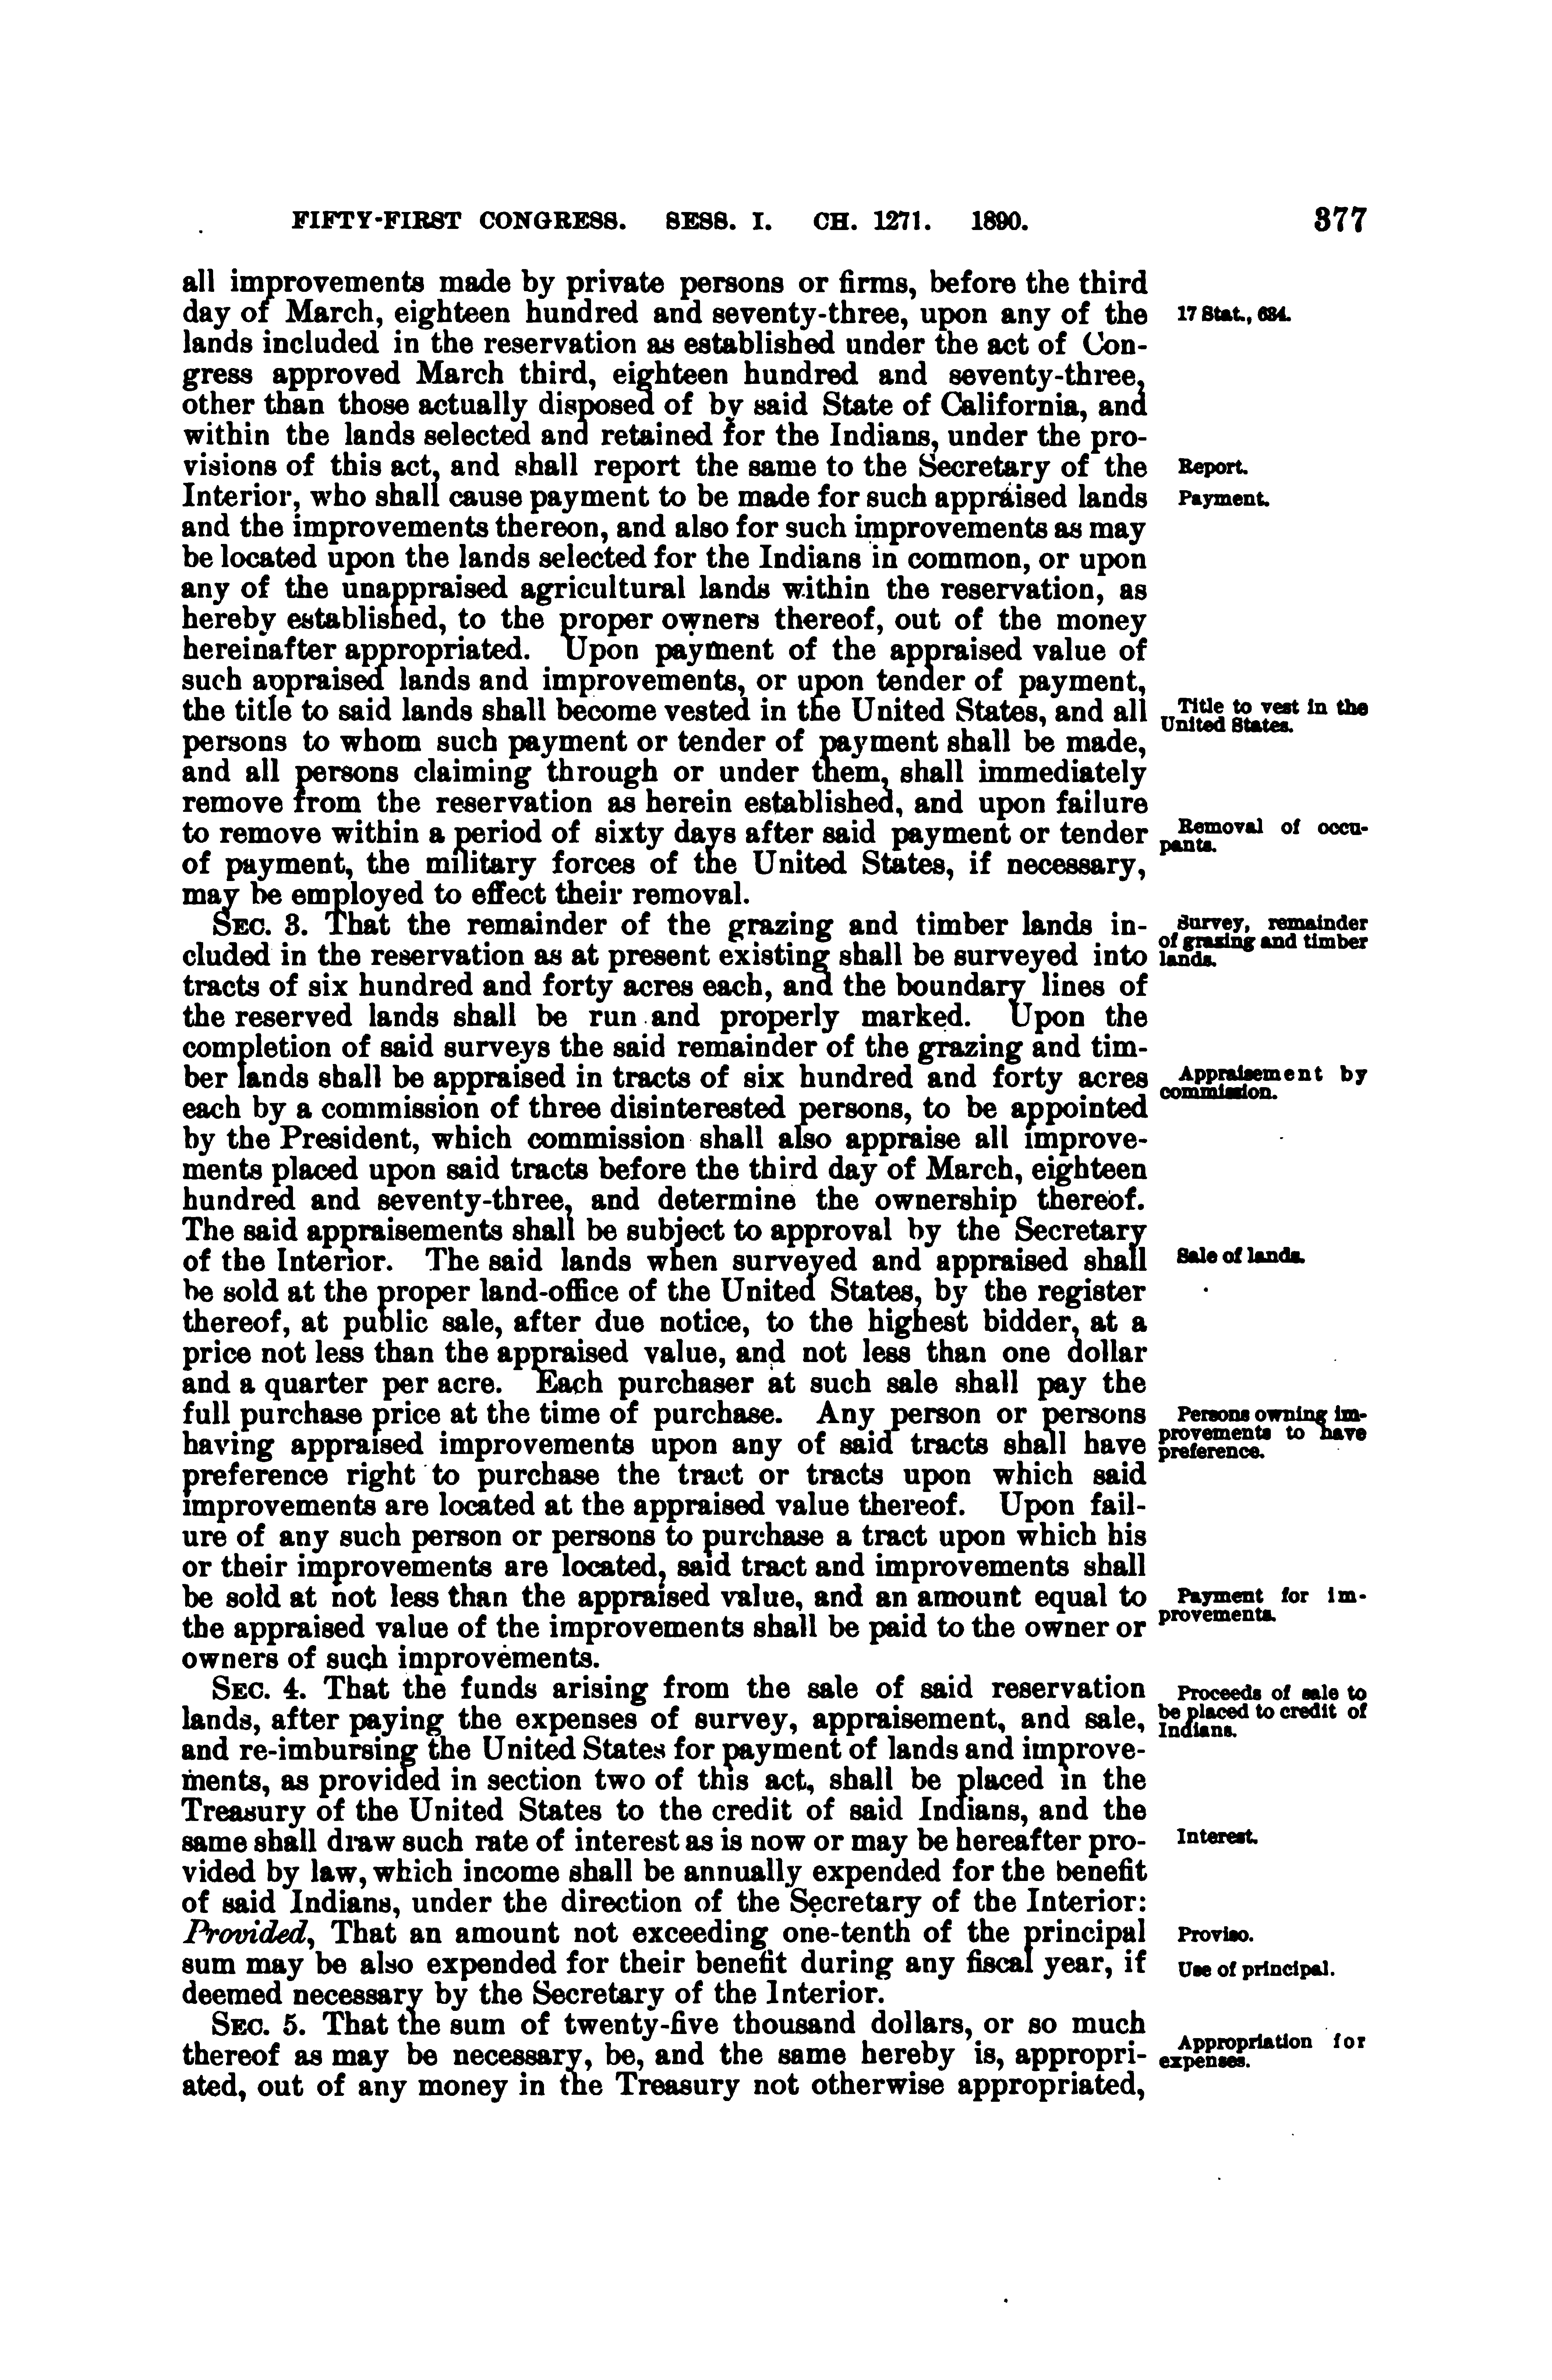 FIFTY-FIRST CONGRESS. SESS. I. CH. 1271. 1890. 377
all improvements made by private persons or firms, before the third
day of March, eighteen hundred and seventy-three, upon any of the
17 Stat., 634.
lands included in the reservation as established under the act of Con-
gress approved March third, eighteen hundred and seventy-three,
other than those actually disposed of by said State of California, and
within the lands selected and retained for the Indians, under the pro-
visions of this act, and shall report the same to the Secretary of the
Report.
Interior, who shall cause payment to be made for such appraised lands
Payment.
and the improvements thereon, and also for such improvements as may
be located upon the lands selected for the Indians in common, or upon
any of the unappraised agricultural lands within the reservation, as
hereby established, to the proper owners thereof, out of the money
hereinafter appropriated. Upon payment of the appraised value of
such appraised lands and improvements, or upon tender of payment,
the title to said lands shall become vested in the United States, and all
Title to vest in the
United States.
persons to whom such payment or tender of payment shall be made,
and all persons claiming through or under them, shall immediately
remove from the reservation as herein established, and upon failure
to remove within a period of sixty days after said payment or tender
Removal of occu-
pants.
of payment, the military forces of the United States, if necessary,
may be employed to effect their removal.
SEC. 3. That the remainder of the grazing and timber lands in-
Survey, remainder
of grazing and timber
lands.
cluded in the reservation as at present existing shall be surveyed into
tracts of six hundred and forty acres each, and the boundary lines of
the reserved lands shall be run and properly marked. Upon the
completion of said surveys the said remainder of the grazing and tim-
ber lands shall be appraised in tracts of six hundred and forty acres
Appraisement by
commission.
each by a commission of three disinterested persons, to be appointed
by the President, which commission shall also appraise all improve-
ments placed upon said tracts before the third day of March, eighteen
hundred and seventy-three, and determine the ownership thereof.
The said appraisements shall be subject to approval by the Secretary
of the Interior. The said lands when surveyed and appraised shall
Sale of lands.
be sold at the proper land-office of the United States, by the register
thereof, at public sale, after due notice, to the highest bidder, at a
price not less than the appraised value, and not less than one dollar
and a quarter per acre. Each purchaser at such sale shall pay the
full purchase price at the time of purchase. Any person or persons
Persons owning im-
provements to have
preference.
having appraised improvements upon any of said tracts shall have
preference right to purchase the tract or tracts upon which said
improvements are located at the appraised value thereof. Upon fail-
ure of any such person or persons to purchase a tract upon which his
or their improvements are located, said tract and improvements shall
be sold at not less than the appraised value, and an amount equal to
Payment for im-
provements.
the appraised value of the improvements shall be paid to the owner or
owners of such improvements.
SEC. 4. That the funds arising from the sale of said reservation
Proceeds of sale to
be placed to credit of
Indians.
lands, after paying the expenses of survey, appraisement, and sale,
and re-imbursing the United States for payment of lands and improve-
ments, as provided in section two of this act, shall be placed in the
Treasury of the United States to the credit of said Indians, and the
same shall draw such rate of interest as is now or may be hereafter pro-
Interest.
vided by law, which income shall be annually expended for the benefit
of said Indians, under the direction of the Secretary of the Interior:
Provided, That an amount not exceeding one-tenth of the principal
Proviso.
sum may be also expended for their benefit during any fiscal year, if
Use of principal.
deemed necessary by the Secretary of the Interior.
SEC. 5. That the sum of twenty-five thousand dollars, or so much
thereof as may be necessary, be, and the same hereby is, appropri-
Appropriation for
expenses.
ated, out of any money in the Treasury not otherwise appropriated,